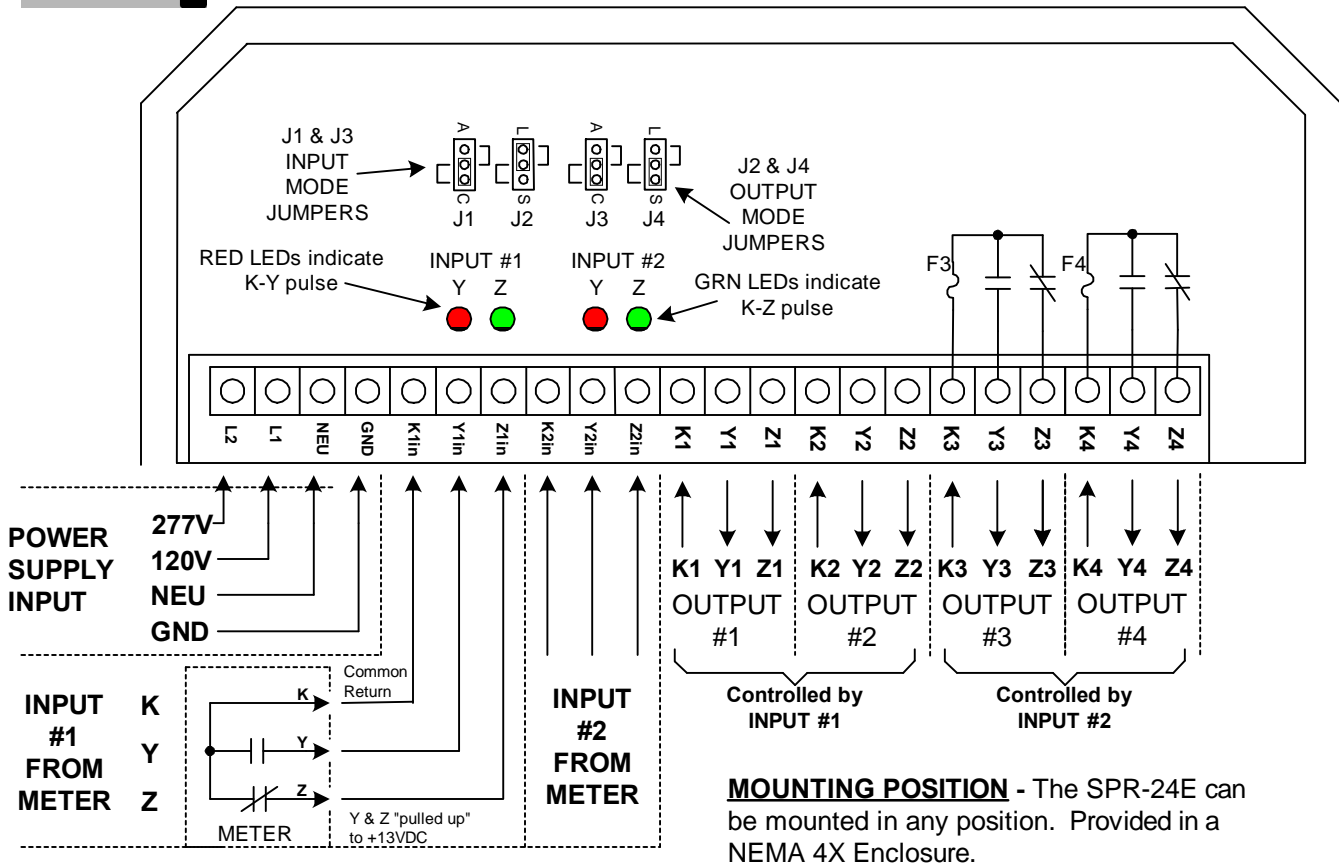 J1 & J3
INPUT
MODE
JUMPERS
A
C
J1
L
S
J2
A
C
J3
L
S
J4
J2 & J4
OUTPUT
MODE
JUMPERS
RED LEDs indicate
K-Y pulse
INPUT #1
Y Z
INPUT #2
Y Z
GRN LEDs indicate
K-Z pulse
F3
F4
L2
L1
NEU
GND
K1in
Y1in
Z1in
K2in
Y2in
Z2in
K1
Y1
Z1
K2
Y2
Z2
K3
Y3
Z3
K4
Y4
Z4
POWER
SUPPLY
INPUT
277V
120V
NEU
GND
K1 Y1 Z1
OUTPUT
#1
K2 Y2 Z2
OUTPUT
#2
K3 Y3 Z3
OUTPUT
#3
K4 Y4 Z4
OUTPUT
#4
Controlled by
INPUT #1
Controlled by
INPUT #2
INPUT
#1
FROM
METER
K
Y
Z
K
Y
Z
METER
Common
Return
Y & Z "pulled up"
to +13VDC
INPUT
#2
FROM
METER
MOUNTING POSITION - The SPR-24E can
be mounted in any position. Provided in a
NEMA 4X Enclosure.